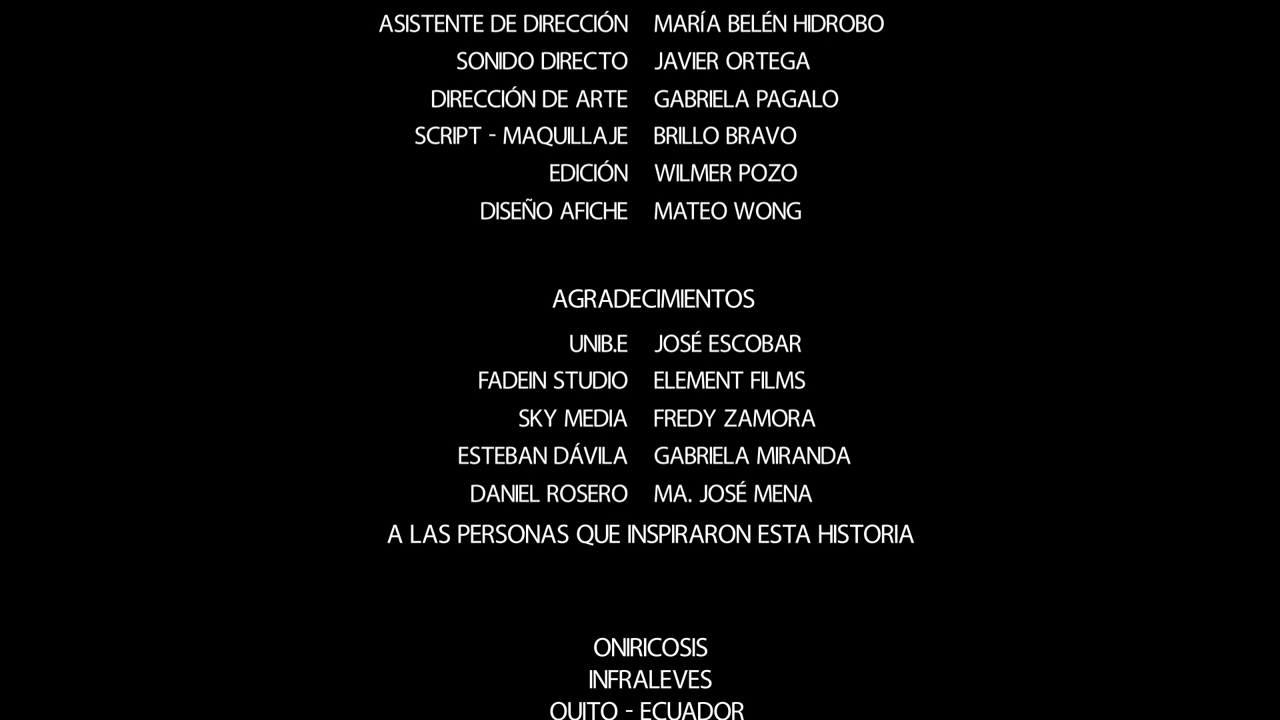 ASISTENTE DE DIRECCIÓN MARÍA BELÉN HIDROBO
SONIDO DIRECTO JAVIER ORTEGA
DIRECCIÓN DE ARTE GABRIELA PAGALO
SCRIPT - MAQUILLAJE BRILLO BRAVO
EDICIÓN WILMER POZO
DISEÑO AFICHE MATEO WONG
AGRADECIMIENTOS
UNIB.E JOSÉ ESCOBAR
FADEIN STUDIO ELEMENT FILMS
SKY MEDIA FREDY ZAMORA
ESTEBAN DÁVILA GABRIELA MIRANDA
DANIEL ROSERO MA. JOSÉ MENA
A LAS PERSONAS QUE INSPIRARON ESTA HISTORIA
ONIRICOSIS
INFRALEVES
QUITO - ECUADOR